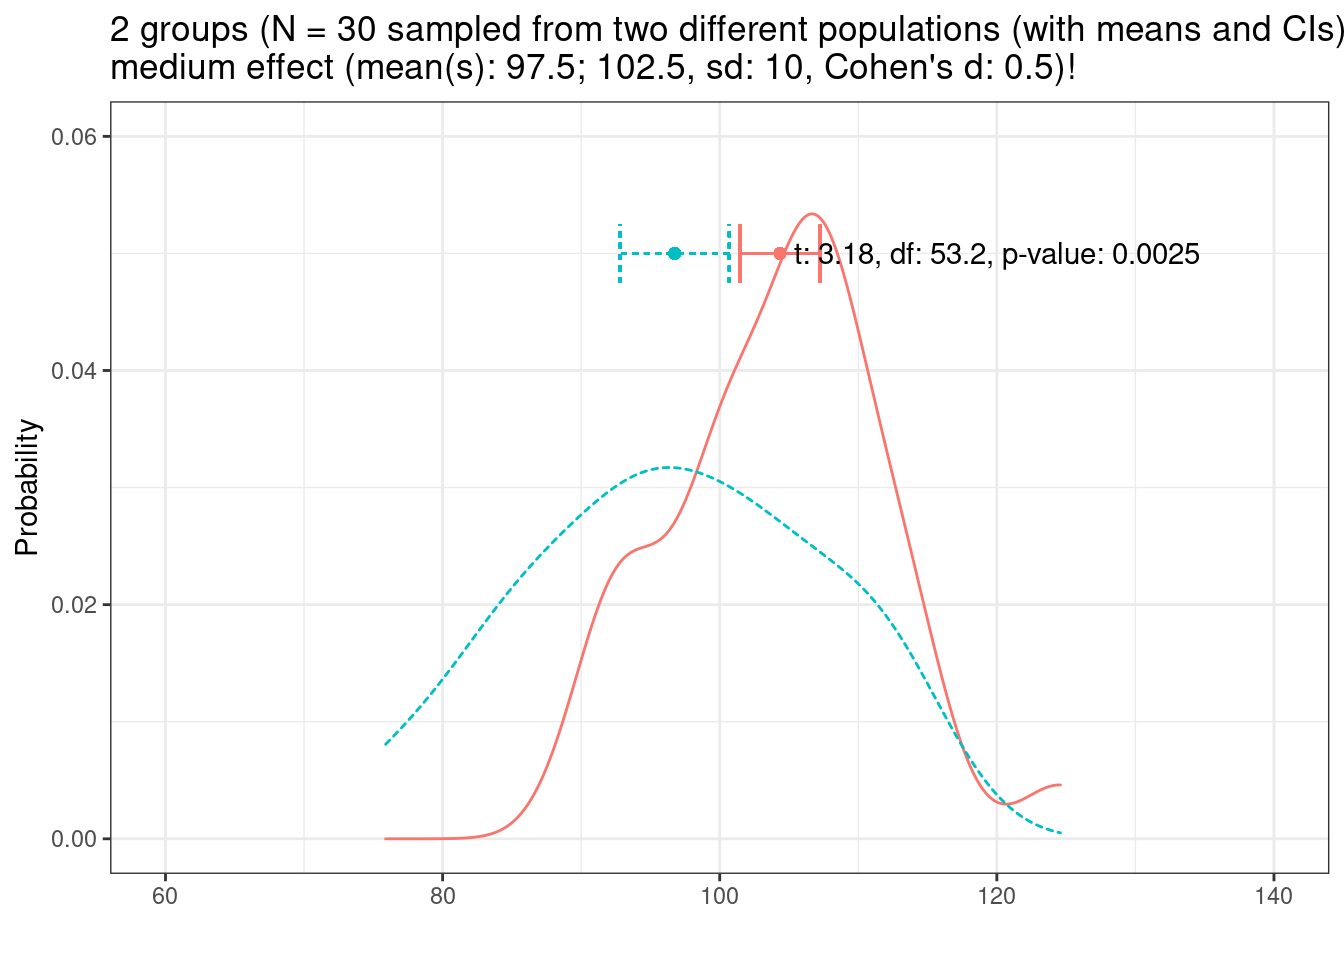 2 groups (N = 30 sampled from two different populations (with means and CIs)
medium effect (mean(s): 97.5; 102.5, sd: 10, Cohen's d: 0.5)!
0.06
t: 3.18, df: 53.2, p-value: 0.0025
0.04
Probability
0.02
0.00
60 80 100 120 140